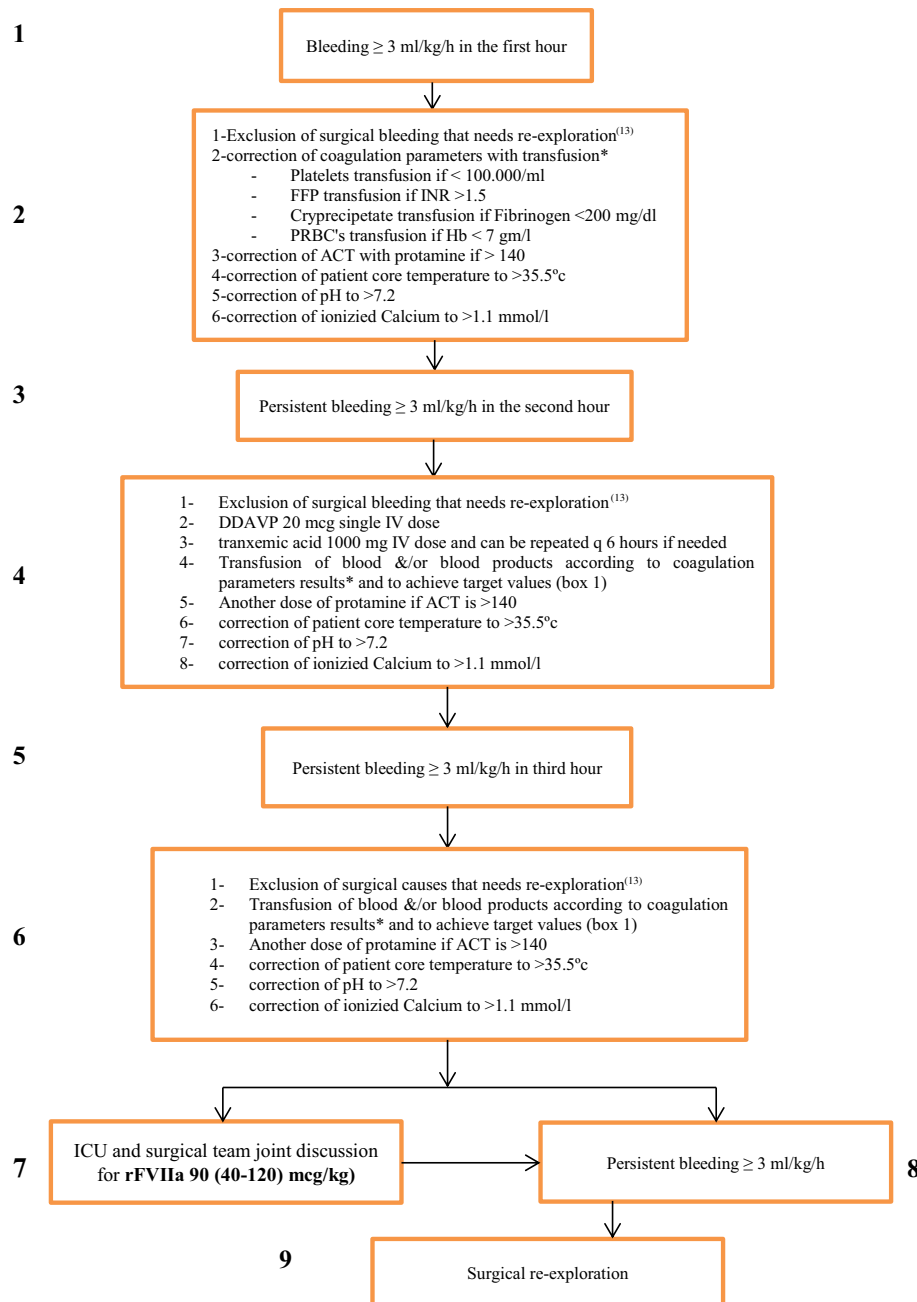 1
Bleeding ≥ 3 ml/kg/h in the first hour
2
1-Exclusion of surgical bleeding that needs re-exploration(13)
2-correction of coagulation parameters with transfusion*
- Platelets transfusion if < 100.000/ml
- FFP transfusion if INR >1.5
- Cryprecipetate transfusion if Fibrinogen <200 mg/dl
- PRBC's transfusion if Hb < 7 gm/l
3-correction of ACT with protamine if > 140
4-correction of patient core temperature to >35.5ºc
5-correction of pH to >7.2
6-correction of ionizied Calcium to >1.1 mmol/l
3
Persistent bleeding ≥ 3 ml/kg/h in the second hour
4
1- Exclusion of surgical bleeding that needs re-exploration(13)
2- DDAVP 20 mcg single IV dose
3- tranxemic acid 1000 mg IV dose and can be repeated q 6 hours if needed
4- Transfusion of blood &/or blood products according to coagulation
parameters results* and to achieve target values (box 1)
5- Another dose of protamine if ACT is >140
6- correction of patient core temperature to >35.5ºc
7- correction of pH to >7.2
8- correction of ionizied Calcium to >1.1 mmol/l
5
Persistent bleeding ≥ 3 ml/kg/h in third hour
6
1- Exclusion of surgical causes that needs re-exploration(13)
2- Transfusion of blood &/or blood products according to coagulation
parameters results* and to achieve target values (box 1)
3- Another dose of protamine if ACT is >140
4- correction of patient core temperature to >35.5ºc
5- correction of pH to >7.2
6- correction of ionizied Calcium to >1.1 mmol/l
7
ICU and surgical team joint discussion
for rFVIIa 90 (40-120) mcg/kg)
Persistent bleeding ≥ 3 ml/kg/h
8
9
Surgical re-exploration